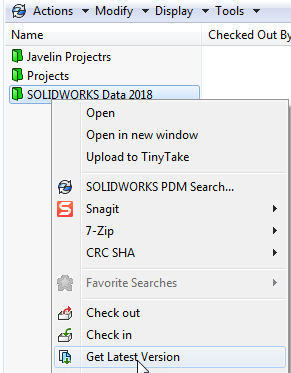 Actions Modify Display Tools
Name Checked Out By
Javelin Projectrs
Projects
SOLIDWORKS Data 2018
Open
Open in new window
Upload to TinyTake
SOLIDWORKS PDM Search...
S Snagit
7-Zip
CRC SHA
Favorite Searches
Check out
Check in
Get Latest Version